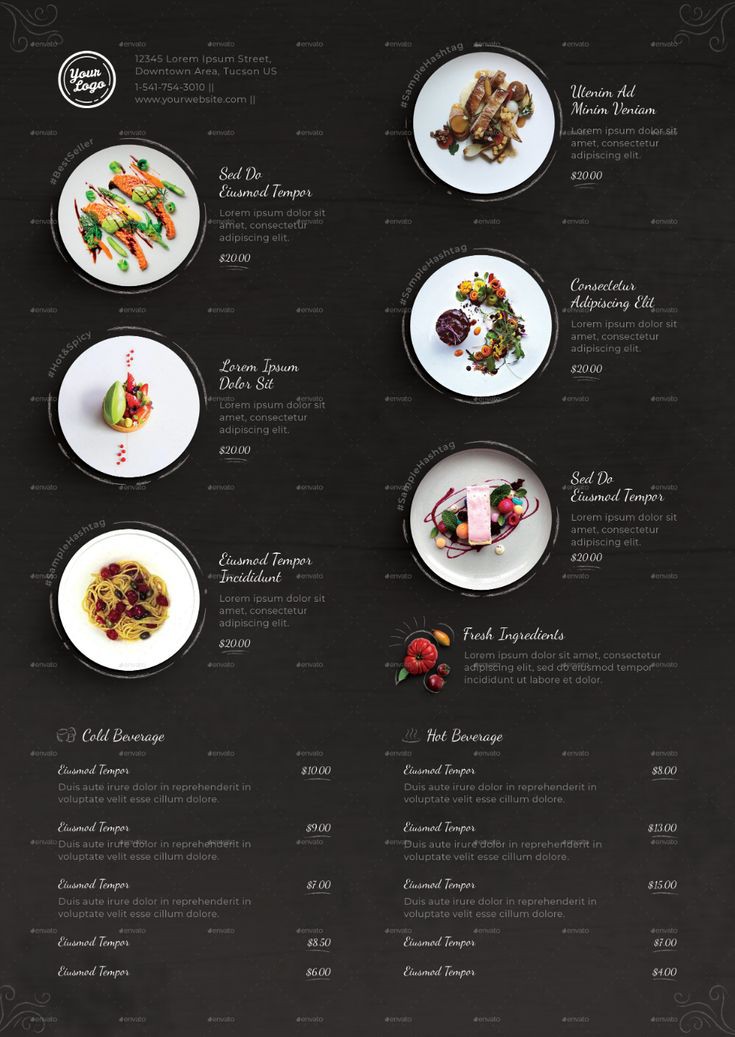 Your
Logo
12345 Lorem Ipsum Street,
Downtown Area, Tucson US
1-541-754-3010 ||
www.yourwebsite.com ||
#BestSeller
Sed Do
Eiusmod Tempor
Lorem ipsum dolor sit
amet, consectetur
adipiscing elit.
$20.00
#Hot&Spicy
Lorem Ipsum
Dolor Sit
Lorem ipsum dolor sit
amet, consectetur
adipiscing elit.
$20.00
#SampleHashtag
Eiusmod Tempor
Incididunt
Lorem ipsum dolor sit
amet, consectetur
adipiscing elit.
$20.00
#SampleHashtag
Utenim Ad
Minim Veniam
Lorem ipsum dolor sit
amet, consectetur
adipiscing elit.
$20.00
#SampleHashtag
Consectetur
Adipiscing Elit
Lorem ipsum dolor sit
amet, consectetur
adipiscing elit.
$20.00
#SampleHashtag
Sed Do
Eiusmod Tempor
Lorem ipsum dolor sit
amet, consectetur
adipiscing elit.
$20.00
Fresh Ingredients
Lorem ipsum dolor sit amet, consectetur
adipiscing elit, sed do eiusmod tempor
incididunt ut labore et dolore.
Cold Beverage
Eiusmod Tempor $10.00
Duis aute irure dolor in reprehenderit in
voluptate velit esse cillum dolore.
Eiusmod Tempor $9.00
Duis aute irure dolor in reprehenderit in
voluptate velit esse cillum dolore.
Eiusmod Tempor $7.00
Duis aute irure dolor in reprehenderit in
voluptate velit esse cillum dolore.
Eiusmod Tempor $8.50
Eiusmod Tempor $6.00
Hot Beverage
Eiusmod Tempor $8.00
Duis aute irure dolor in reprehenderit in
voluptate velit esse cillum dolore.
Eiusmod Tempor $13.00
Duis aute irure dolor in reprehenderit in
voluptate velit esse cillum dolore.
Eiusmod Tempor $15.00
Duis aute irure dolor in reprehenderit in
voluptate velit esse cillum dolore.
Eiusmod Tempor $7.00
Eiusmod Tempor $4.00
envato